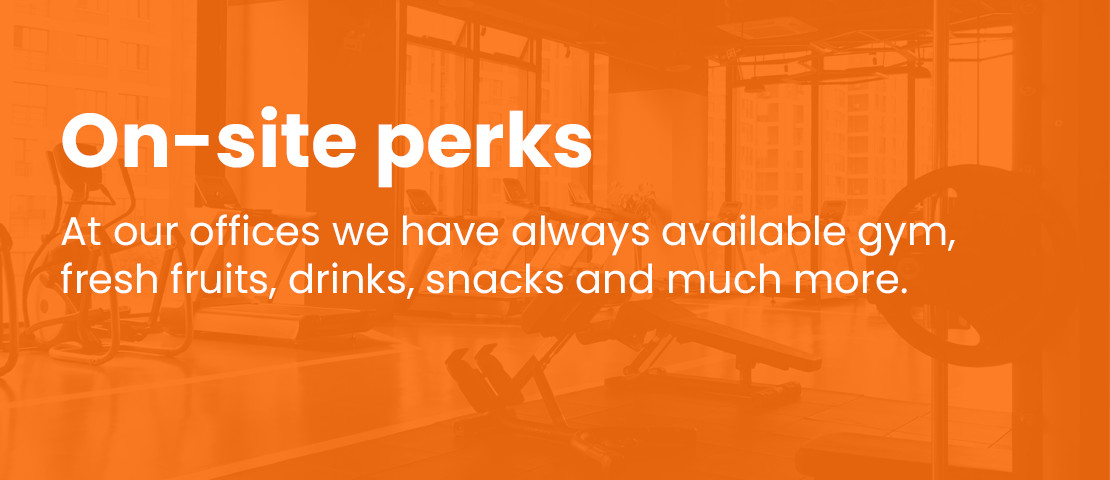 On-site perks
At our offices we have always available gym,
fresh fruits, drinks, snacks and much more.